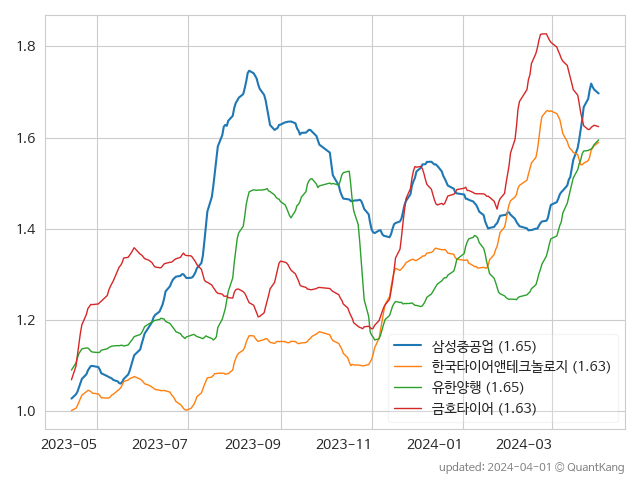 1.8
1.6
1.4
1.2
1.0
삼성중공업 (1.65)
한국타이어앤테크놀로지 (1.63)
유한양행 (1.65)
금호타이어 (1.63)
2023-05 2023-07 2023-09 2023-11 2024-01 2024-03
updated: 2024-04-01 © QuantKang